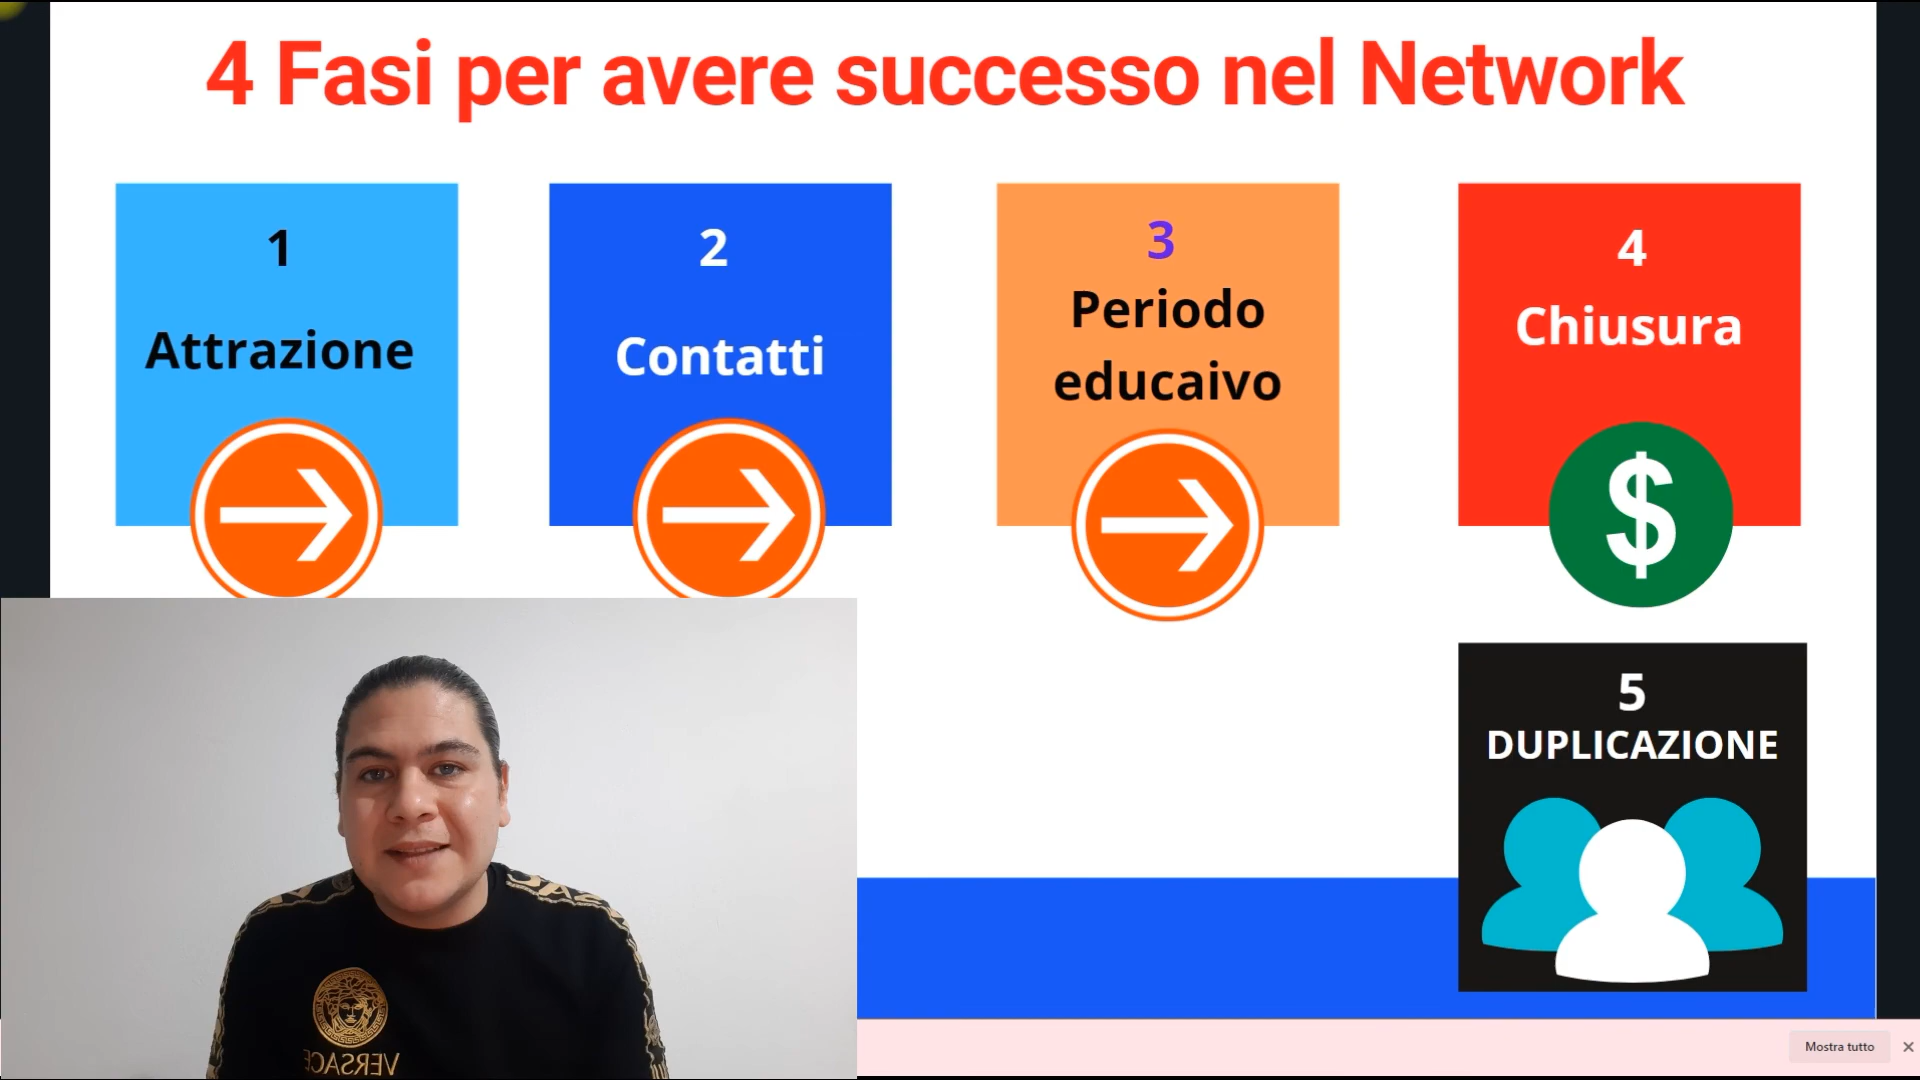 4 Fasi per avere successo nel Network
1
Attrazione
2
Contatti
3
Periodo
educaivo
4
Chiusura
$
5
DUPLICAZIONE
VERSACE
Mostra tutto